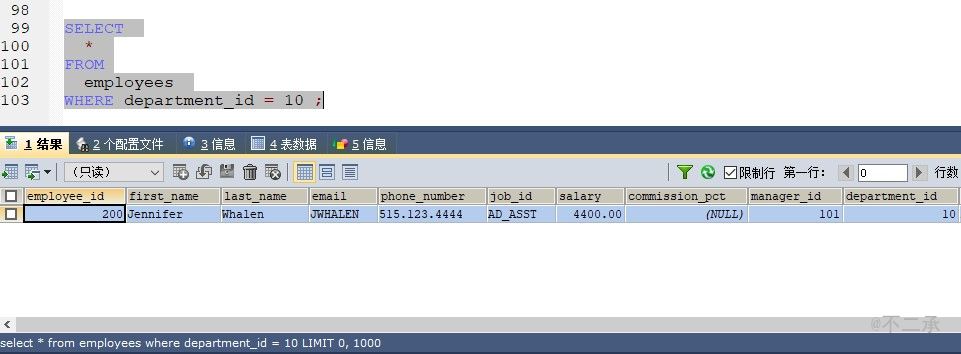 98
99 SELECT
100 *
101 FROM
102 employees
103 WHERE department_id = 10 ;
1 结果 2 个配置文件 3 信息 4 表数据 5 信息
（只读） 限制行 第一行： 0 行数
employee_id first_name last_name email phone_number job_id salary commission_pct manager_id department_id
200 Jennifer Whalen JWHALEN 515.123.4444 AD_ASST 4400.00 (NULL) 101 10
@不二承
select * from employees where department_id = 10 LIMIT 0, 1000